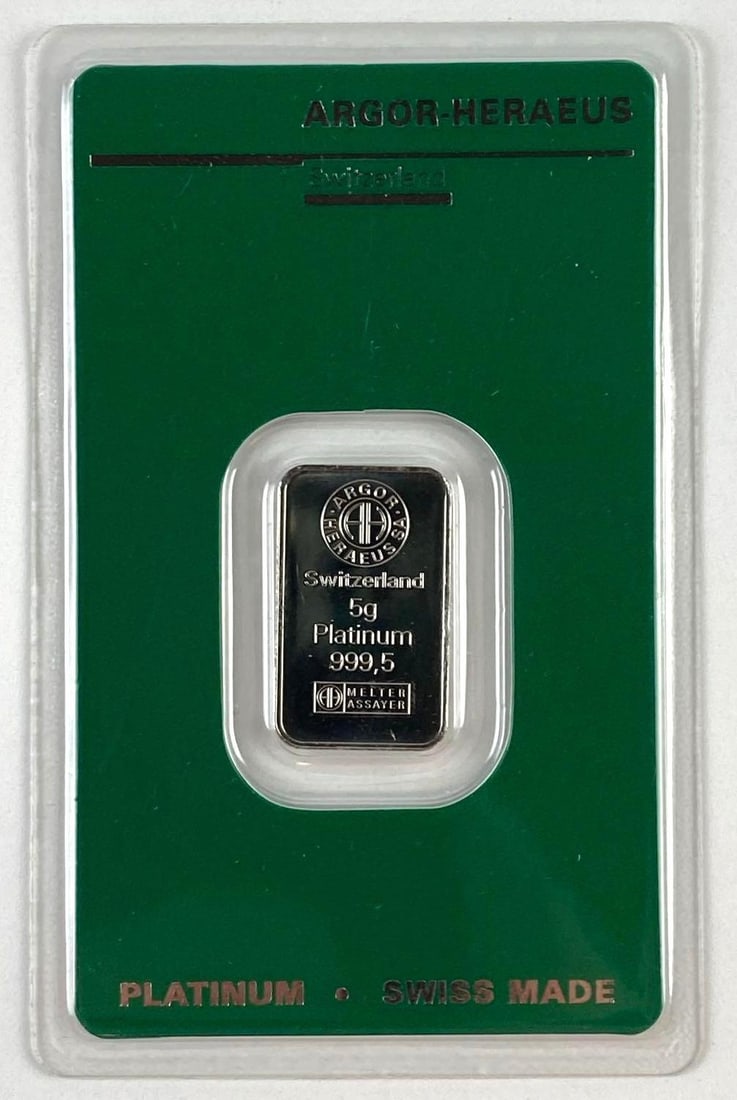 ARGOR-HERAEUS
Switzerland
·ARGOR·
HERAEUS SA
Switzerland
5g
Platinum
999,5
MELTER
ASSAYER
PLATINUM • SWISS MADE